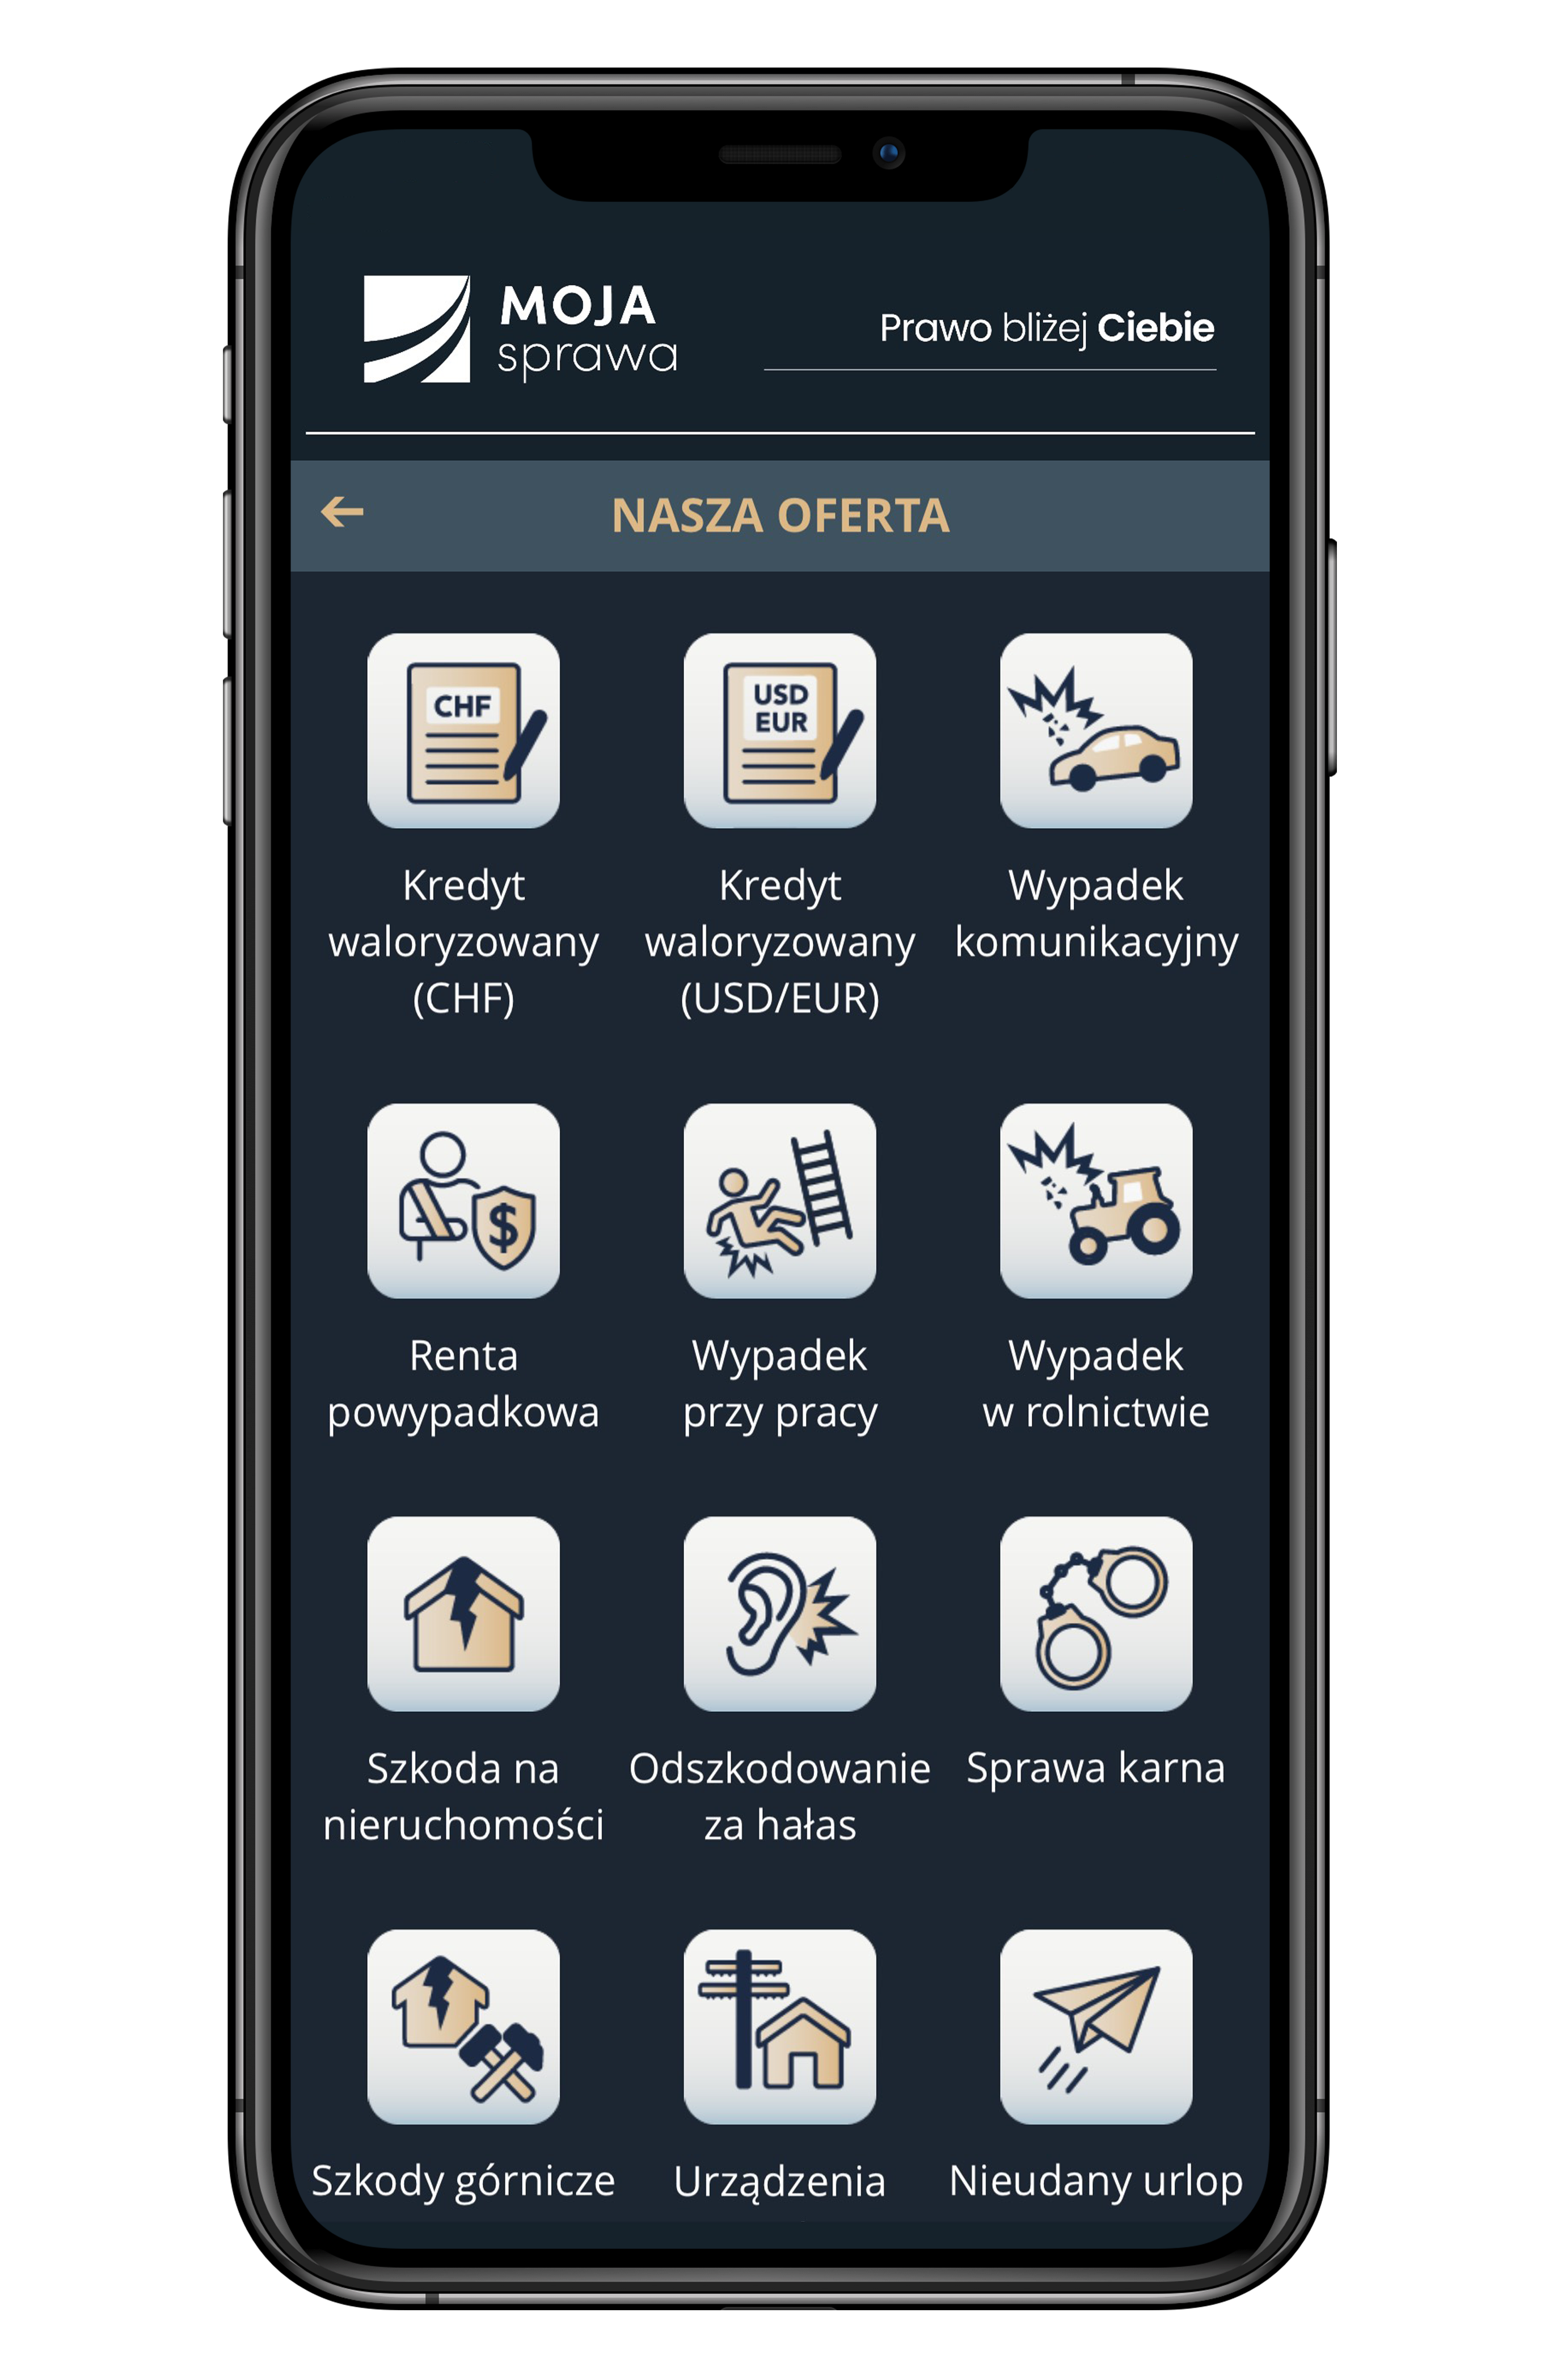 MOJA
sprawa
Prawo bliżej Ciebie
NASZA OFERTA
CHF
USD
EUR
Kredyt
waloryzowany
(CHF)
Kredyt
waloryzowany
(USD/EUR)
Wypadek
komunikacyjny
$
Renta
powypadkowa
Wypadek
przy pracy
Wypadek
w rolnictwie
Szkoda na
nieruchomości
Odszkodowanie
za hałas
Sprawa karna
Szkody górnicze
Urządzenia
Nieudany urlop